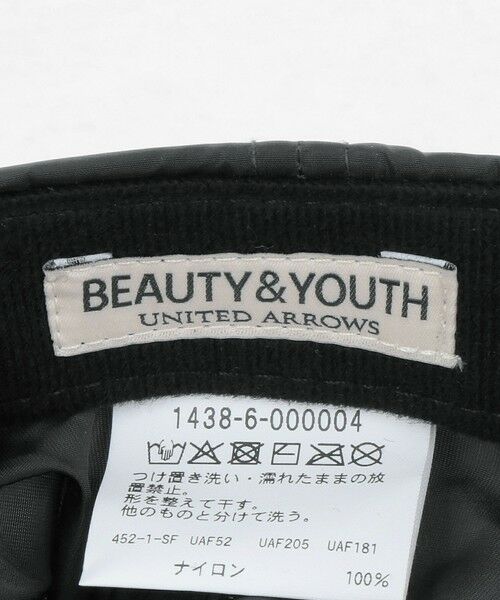 BEAUTY&YOUTH
UNITED ARROWS
1438-6-000004
つけ置き洗い・濡れたままの放
置禁止。
形を整えて干す。
他のものと分けて洗う。
452-1-SF UAF52 UAF205 UAF181
ナイロン 100%